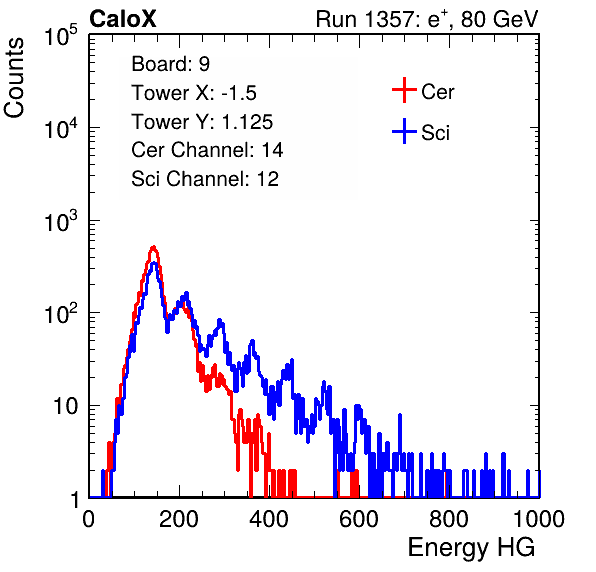 CaloX Run 1357: e⁺, 80 GeV
Counts
Board: 9
Tower X: -1.5
Tower Y: 1.125
Cer Channel: 14
Sci Channel: 12
Cer
Sci
10⁵
10⁴
10³
10²
10
1
0 200 400 600 800 1000
Energy HG